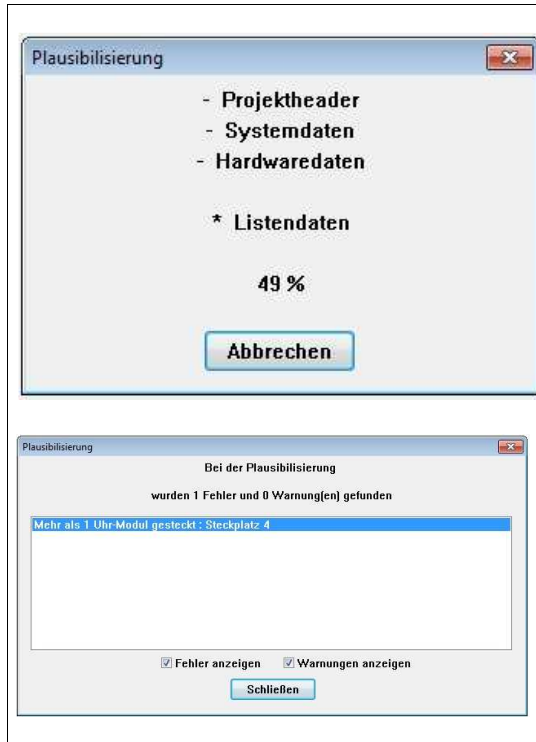 Plausibilisierung
- Projektheader
- Systemdaten
- Hardwaredaten
* Listendaten
49 %
Abbrechen
Plausibilisierung
Bei der Plausibilisierung
wurden 1 Fehler und 0 Warnung(en) gefunden
Mehr als 1 Uhr-Modul gesteckt : Steckplatz 4
Fehler anzeigen Warnungen anzeigen
Schließen